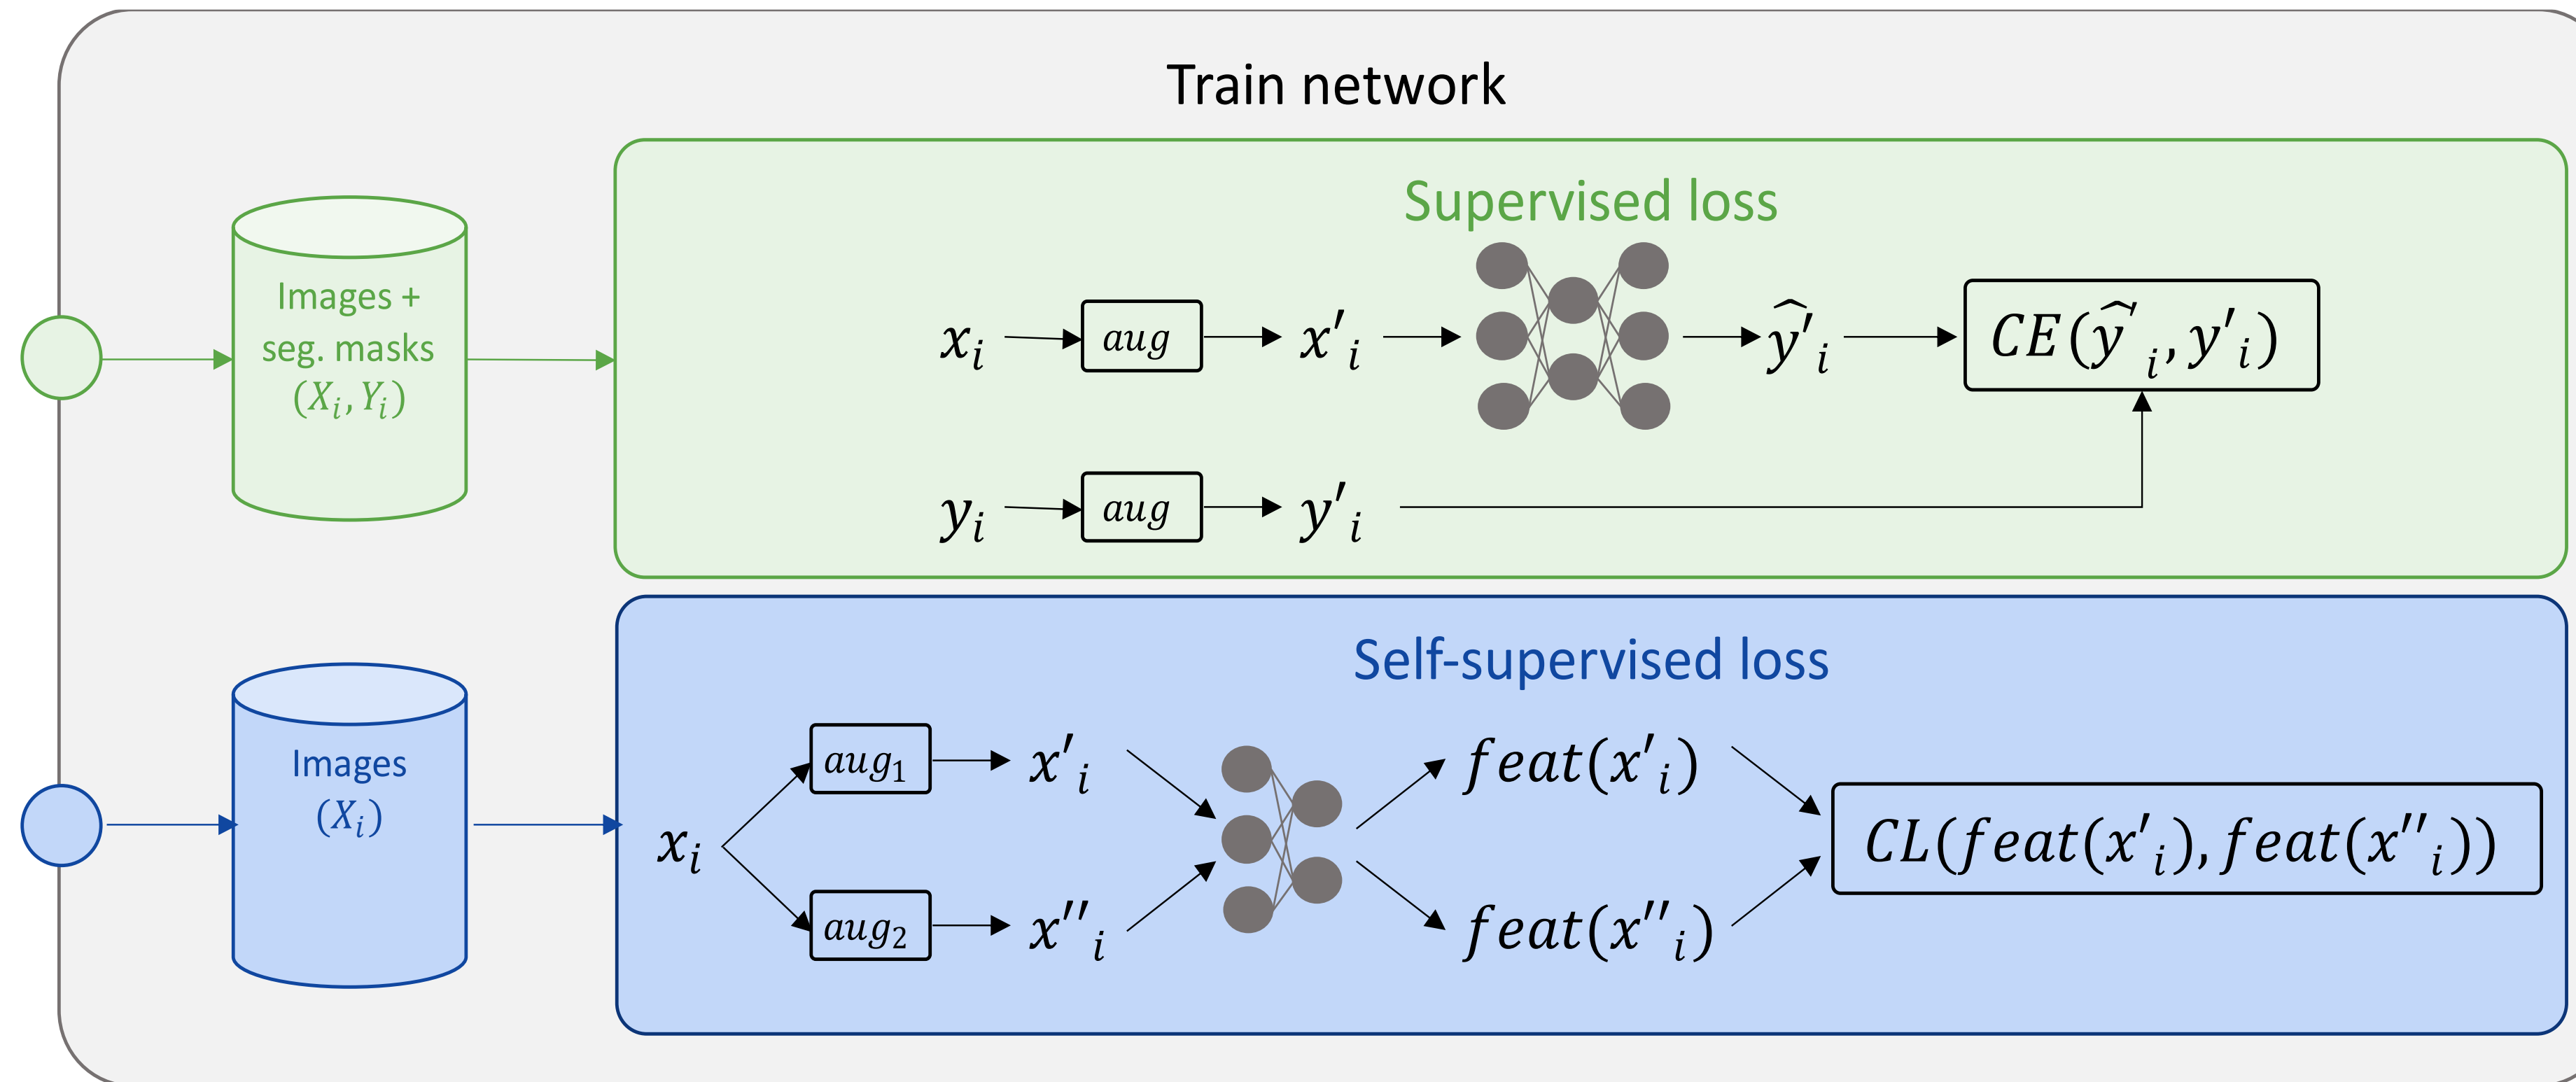 Train network
Supervised loss
Images +
seg. masks
(X_i, Y_i)
x_i aug x'_i ŷ'_i CE(ŷ'_i, y'_i)
y_i aug y'_i
Self-supervised loss
Images
(X_i)
aug_1 x'_i feat(x'_i)
x_i CL(feat(x'_i), feat(x''_i))
aug_2 x''_i feat(x''_i)